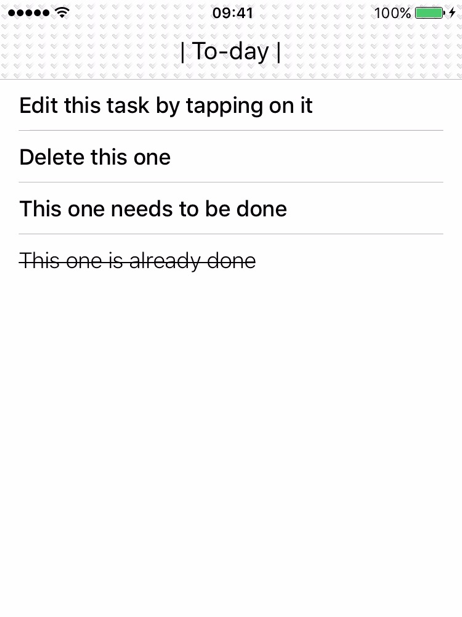 09:41
100%
| To-day |
Edit this task by tapping on it
Delete this one
This one needs to be done
This one is already done